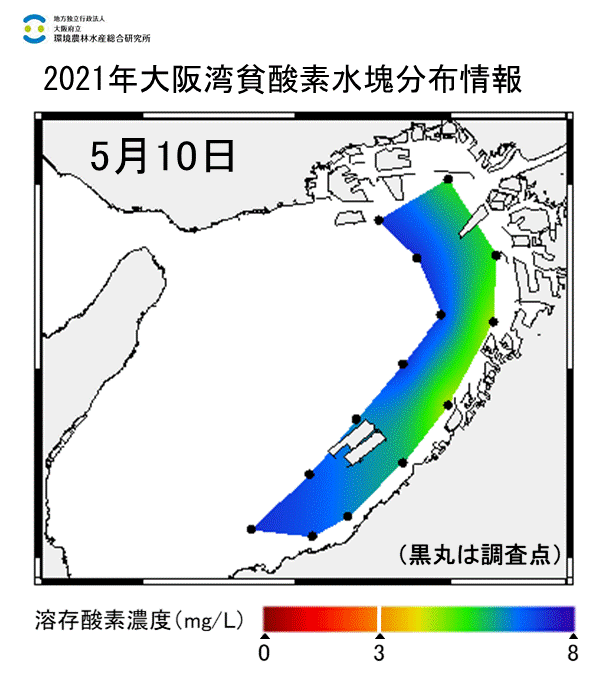 地方独立行政法人
大阪府立
環境農林水産総合研究所
2021年大阪湾貧酸素水塊分布情報
5月10日
(黒丸は調査点)
溶存酸素濃度(mg/L)
0 3 8